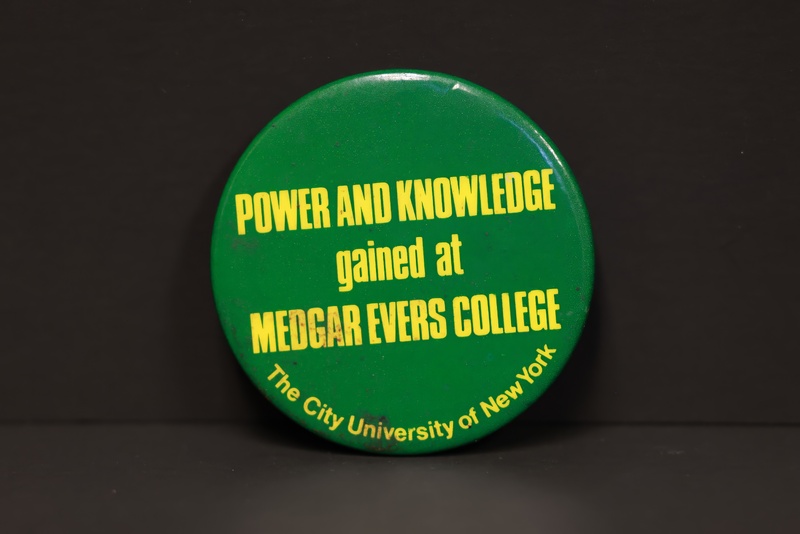 POWER AND KNOWLEDGE
gained at
MEDGAR EVERS COLLEGE
The City University of New York